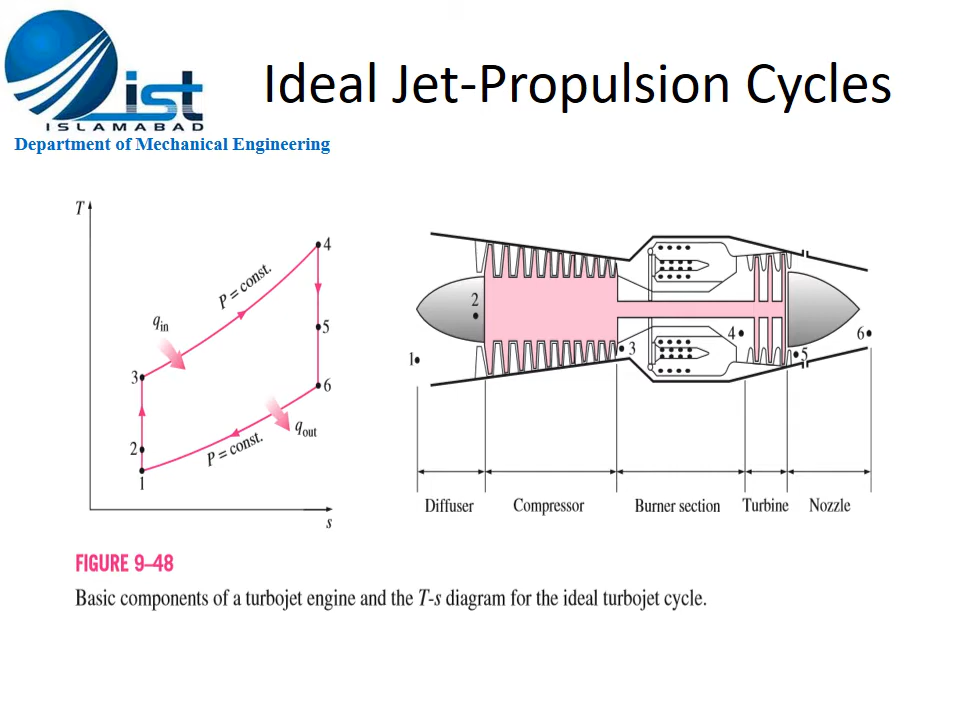 ist
ISLAMABAD
Department of Mechanical Engineering
Ideal Jet-Propulsion Cycles
T
4
P = const.
q_in
5
3
6
q_out
P = const.
2
1
s
2
3
4
5
6
1
Diffuser Compressor Burner section Turbine Nozzle
FIGURE 9–48
Basic components of a turbojet engine and the T-s diagram for the ideal turbojet cycle.